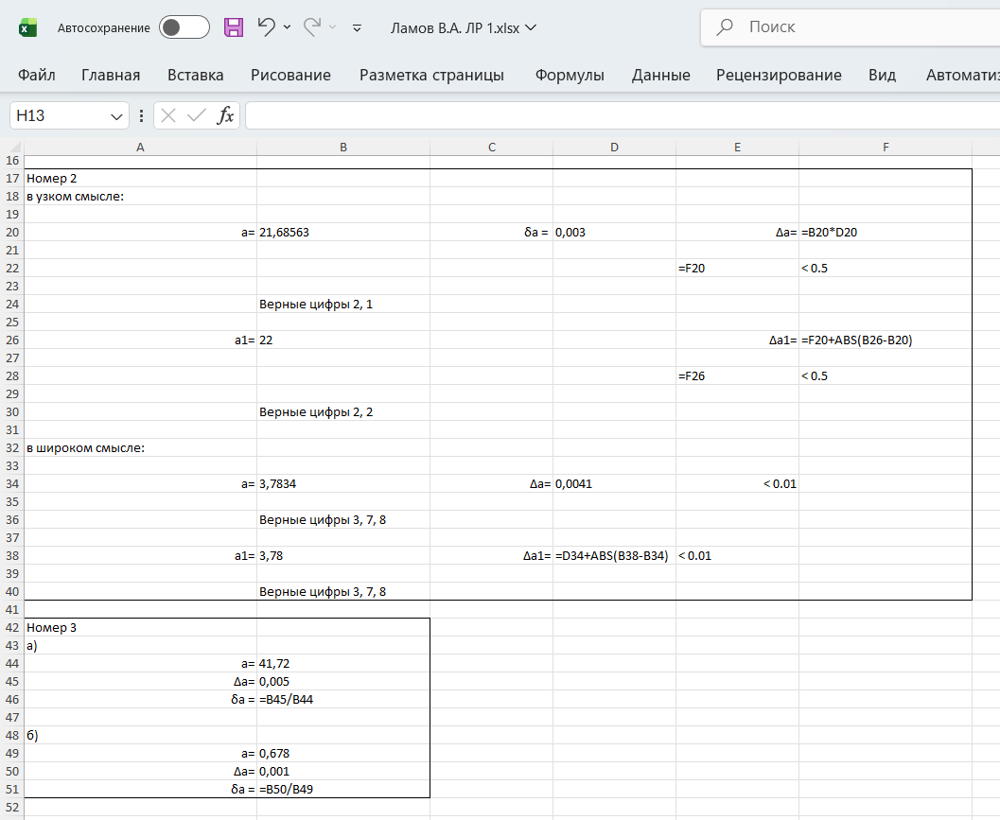 Автосохранение Ламов В.А. ЛР 1.xlsx Поиск
Файл Главная Вставка Рисование Разметка страницы Формулы Данные Рецензирование Вид Автоматиз
H13 fx
A B C D E F
16
17 Номер 2
18 в узком смысле:
19
20 a= 21,68563 δa = 0,003 Δa= =B20*D20
21
22 =F20 < 0.5
23
24 Верные цифры 2, 1
25
26 a1= 22 Δa1= =F20+ABS(B26-B20)
27
28 =F26 < 0.5
29
30 Верные цифры 2, 2
31
32 в широком смысле:
33
34 a= 3,7834 Δa= 0,0041 < 0.01
35
36 Верные цифры 3, 7, 8
37
38 a1= 3,78 Δa1= =D34+ABS(B38-B34) < 0.01
39
40 Верные цифры 3, 7, 8
41
42 Номер 3
43 а)
44 a= 41,72
45 Δa= 0,005
46 δa = =B45/B44
47
48 б)
49 a= 0,678
50 Δa= 0,001
51 δa = =B50/B49
52